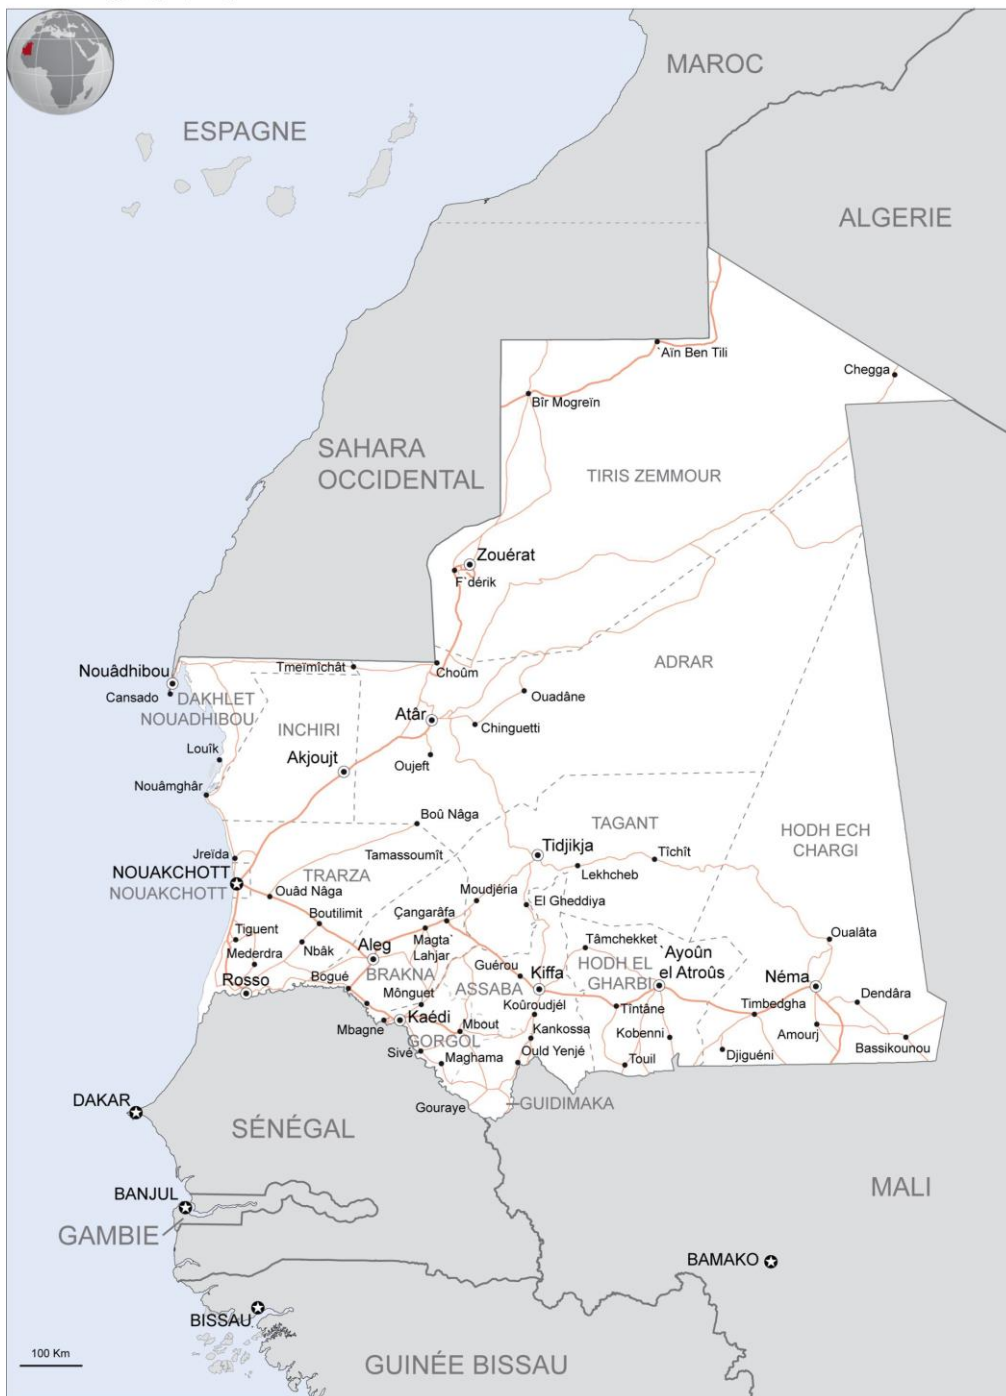 MAROC
ESPAGNE
ALGERIE
`Aïn Ben Tili
Chegga
Bîr Mogreïn
SAHARA
OCCIDENTAL
TIRIS ZEMMOUR
Zouérat
F`dérik
Nouâdhibou
Tmeïmîchât
Choûm
ADRAR
Cansado
DAKHLET
NOUADHIBOU
Ouadâne
INCHIRI
Atâr
Chinguetti
Louîk
Akjoujt
Oujeft
Nouâmghâr
Boû Nâga
TAGANT
HODH ECH
CHARGI
Jreïda
Tamassoumît
Tidjikja
Tîchît
NOUAKCHOTT
NOUAKCHOTT
TRARZA
Lekhcheb
Ouâd Nâga
Moudjéria
El Gheddiya
Boutilimit
Çangarâfa
Tiguent
Nbâk
Magta`
Lahjar
Tâmchekket
`Ayoûn
el Atroûs
Oualâta
Mederdra
Aleg
Guérou
Kiffa
HODH EL
GHARBI
Rosso
Bogué
BRAKNA
Mônguet
ASSABA
Néma
Dendâra
Koûroudjél
Tîntâne
Timbedgha
Kaédi
Mbagne
Mbout
Kankossa
Kobenni
Amourj
Bassikounou
GORGOL
Sivé
Maghama
Ould Yenjé
Touil
Djiguéni
Gouraye
GUIDIMAKA
DAKAR
SÉNÉGAL
MALI
BANJUL
GAMBIE
BAMAKO
BISSAU
100 Km
GUINÉE BISSAU